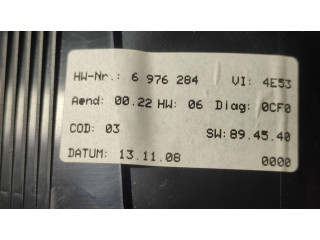 HW-Nr.: 6 976 284 VI: 4E53
Aend: 00.22 HW: 06 Diag: 0CF0
COD: 03 SW: 89.45.40
DATUM: 13.11.08 0000